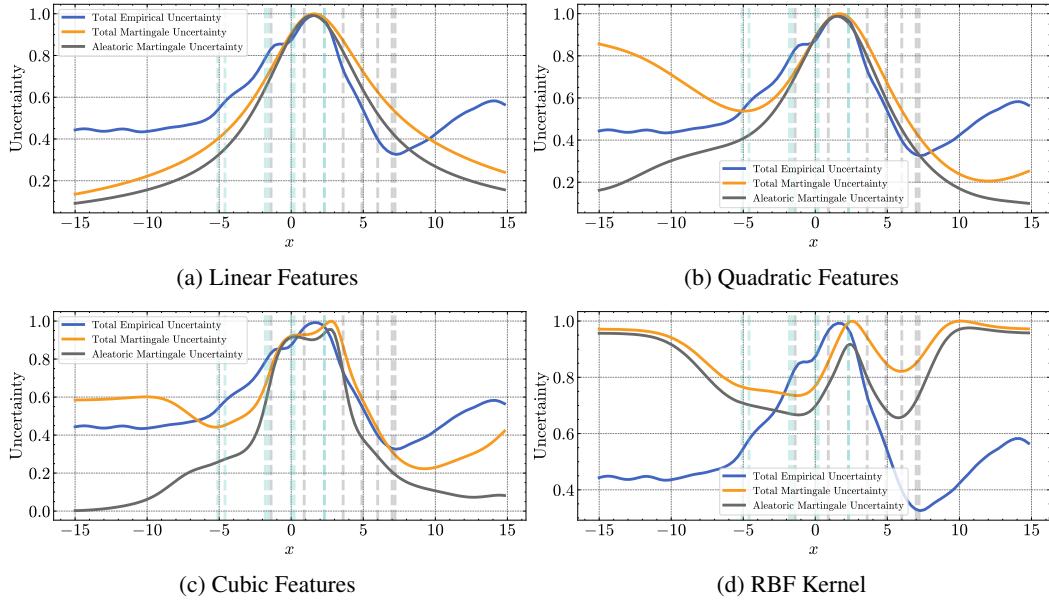 Total Empirical Uncertainty
Total Martingale Uncertainty
Aleatoric Martingale Uncertainty
Uncertainty
1.0
0.8
0.6
0.4
0.2
−15 −10 −5 0 5 10 15
x
(a) Linear Features
Total Empirical Uncertainty
Total Martingale Uncertainty
Aleatoric Martingale Uncertainty
Uncertainty
1.0
0.8
0.6
0.4
0.2
−15 −10 −5 0 5 10 15
x
(b) Quadratic Features
Total Empirical Uncertainty
Total Martingale Uncertainty
Aleatoric Martingale Uncertainty
Uncertainty
1.0
0.8
0.6
0.4
0.2
0.0
−15 −10 −5 0 5 10 15
x
(c) Cubic Features
Total Empirical Uncertainty
Total Martingale Uncertainty
Aleatoric Martingale Uncertainty
Uncertainty
1.0
0.8
0.6
0.4
−15 −10 −5 0 5 10 15
x
(d) RBF Kernel